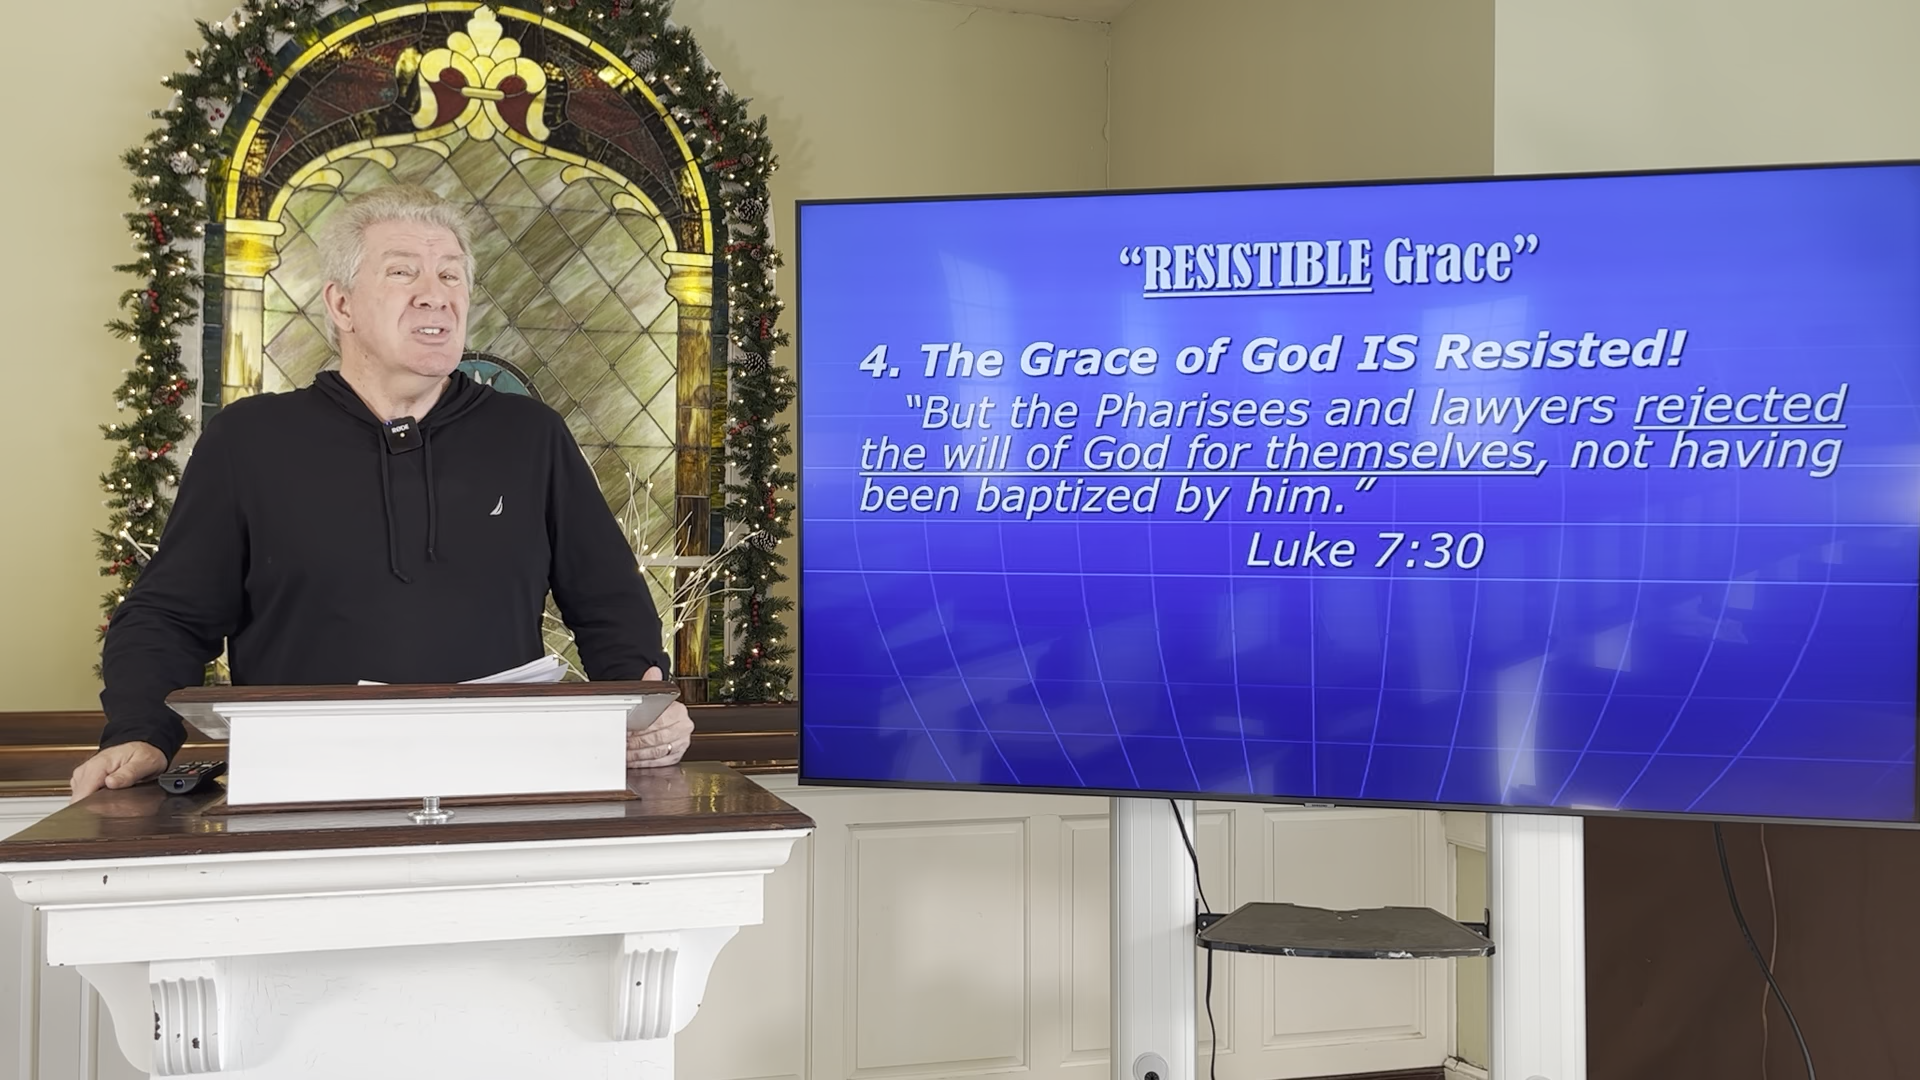 “RESISTIBLE Grace”
4. The Grace of God IS Resisted!
“But the Pharisees and lawyers rejected
the will of God for themselves, not having
been baptized by him.”
Luke 7:30
RODE